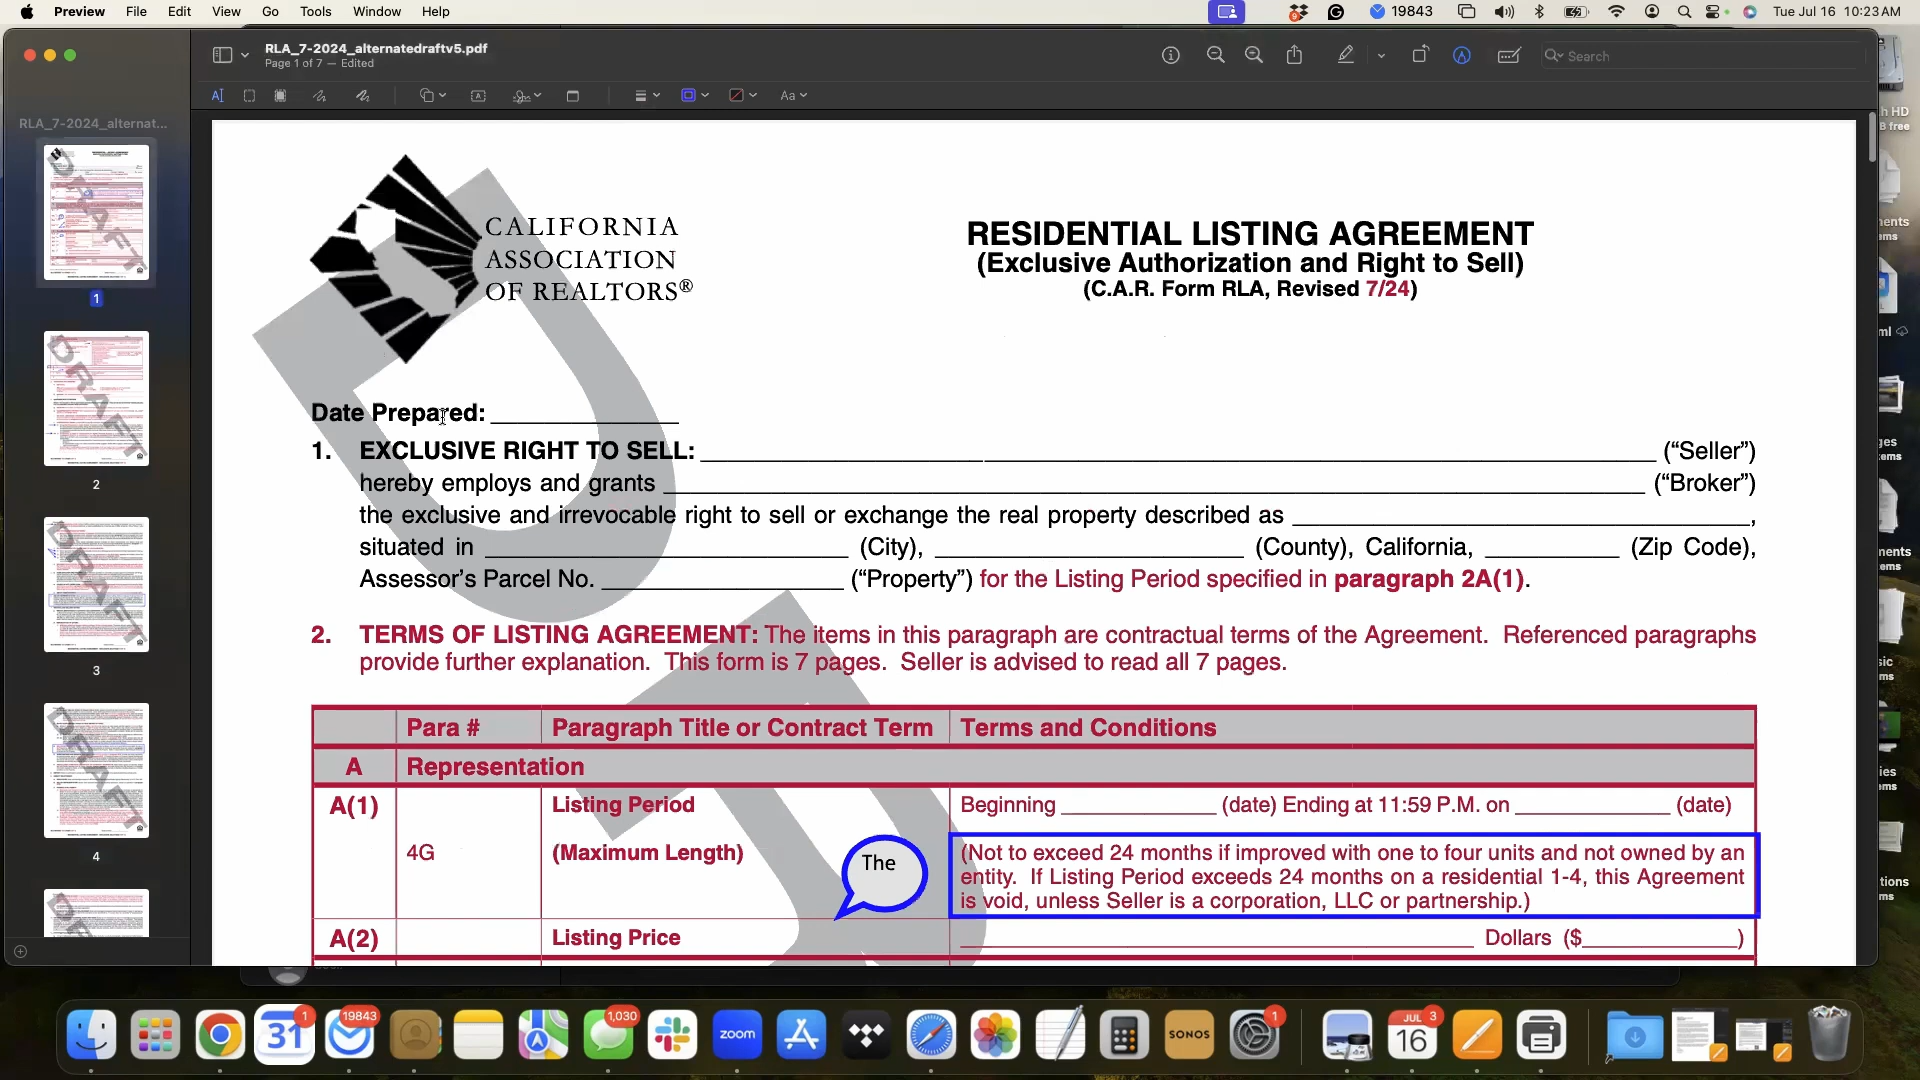 Preview File Edit View Go Tools Window Help
19843
Tue Jul 16 10:23 AM
RLA_7-2024_alternatedraftv5.pdf
Page 1 of 7 — Edited
Search
RLA_7-2024_alternat...
1
2
3
4
CALIFORNIA
ASSOCIATION
OF REALTORS®
RESIDENTIAL LISTING AGREEMENT
(Exclusive Authorization and Right to Sell)
(C.A.R. Form RLA, Revised 7/24)
Date Prepared: _______________
1. EXCLUSIVE RIGHT TO SELL: _______________ (“Seller”)
hereby employs and grants _______________ (“Broker”)
the exclusive and irrevocable right to sell or exchange the real property described as _______________,
situated in _______________ (City), _______________ (County), California, __________ (Zip Code),
Assessor’s Parcel No. _______________ (“Property”) for the Listing Period specified in paragraph 2A(1).
2. TERMS OF LISTING AGREEMENT: The items in this paragraph are contractual terms of the Agreement. Referenced paragraphs
provide further explanation. This form is 7 pages. Seller is advised to read all 7 pages.
Para # Paragraph Title or Contract Term Terms and Conditions
A Representation
A(1) Listing Period Beginning ____________ (date) Ending at 11:59 P.M. on ____________ (date)
4G (Maximum Length) (Not to exceed 24 months if improved with one to four units and not owned by an
The
entity. If Listing Period exceeds 24 months on a residential 1-4, this Agreement
is void, unless Seller is a corporation, LLC or partnership.)
A(2) Listing Price _______________ Dollars ($____________)
31
1
19843
1,030
zoom
SONOS
1
JUL
3
16